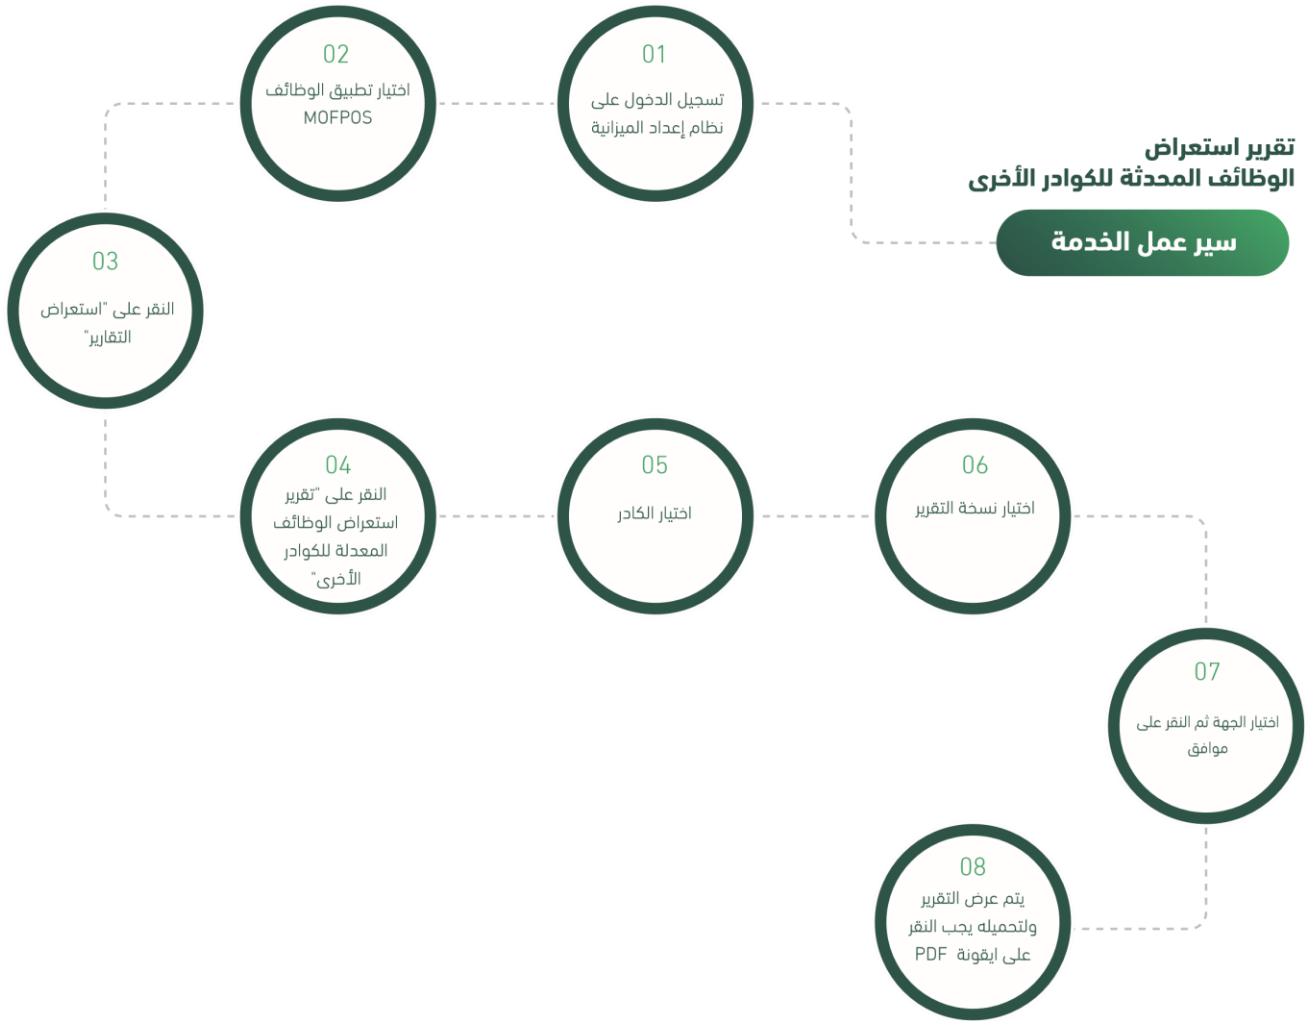 تقرير استعراض
الوظائف المحدثة للكوادر الأخرى
سير عمل الخدمة
01
تسجيل الدخول على
نظام إعداد الميزانية
02
اختيار تطبيق الوظائف
MOFPOS
03
النقر على "استعراض
التقارير"
04
النقر على "تقرير
استعراض الوظائف
المعدلة للكوادر
الأخرى"
05
اختيار الكادر
06
اختيار نسخة التقرير
07
اختيار الجهة ثم النقر على
موافق
08
يتم عرض التقرير
ولتحميله يجب النقر
على ايقونة PDF